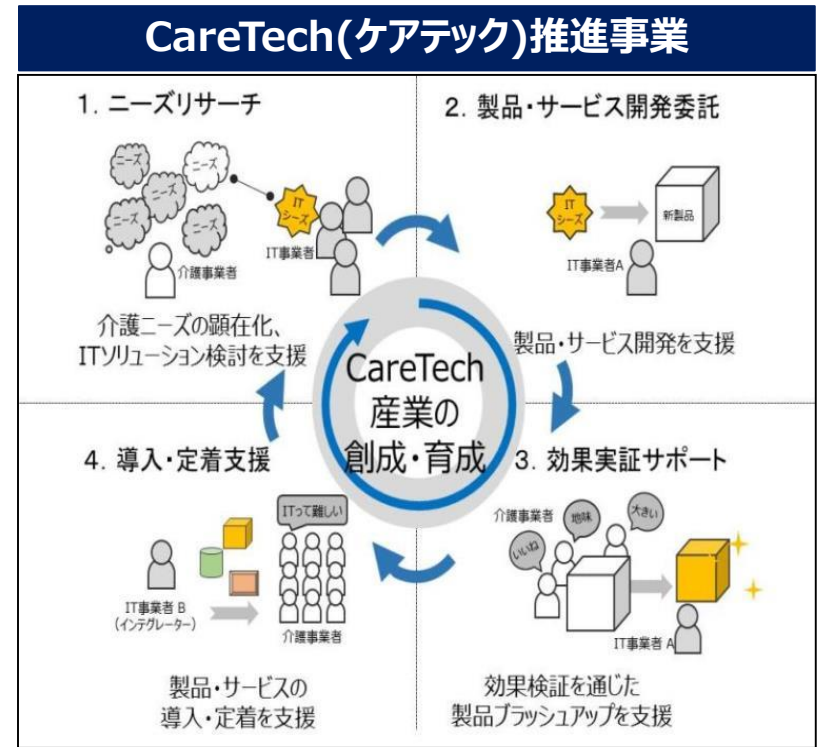 CareTech(ケアテック)推進事業
1. ニーズリサーチ
ニーズ
ニーズ
ニーズ
ニーズ
ニーズ
IT
シーズ
介護事業者
IT事業者
介護ニーズの顕在化、
ITソリューション検討を支援
2. 製品・サービス開発委託
IT
シーズ
新製品
IT事業者A
製品・サービス開発を支援
CareTech
産業の
創成・育成
3. 効果実証サポート
介護事業者
いいね
地味
大きい
IT事業者 A
効果検証を通じた
製品ブラッシュアップを支援
4. 導入・定着支援
ITって難しい
IT事業者 B
(インテグレーター)
介護事業者
製品・サービスの
導入・定着を支援